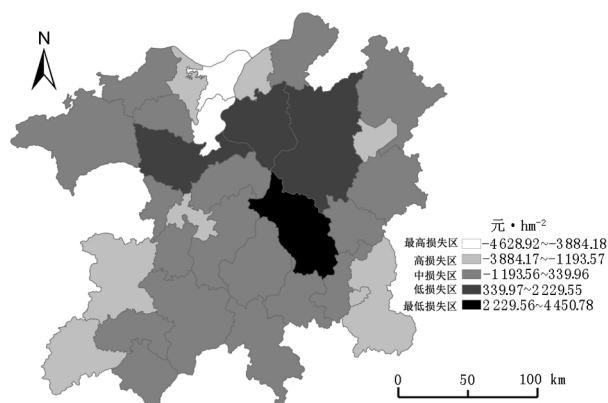 N
元·hm⁻²
最高损失区 -4 628.92~-3 884.18
高损失区 -3 884.17~-1 193.57
中损失区 -1 193.56~339.96
低损失区 339.97~2 229.55
最低损失区 2 229.56~4 450.78
0 50 100 km